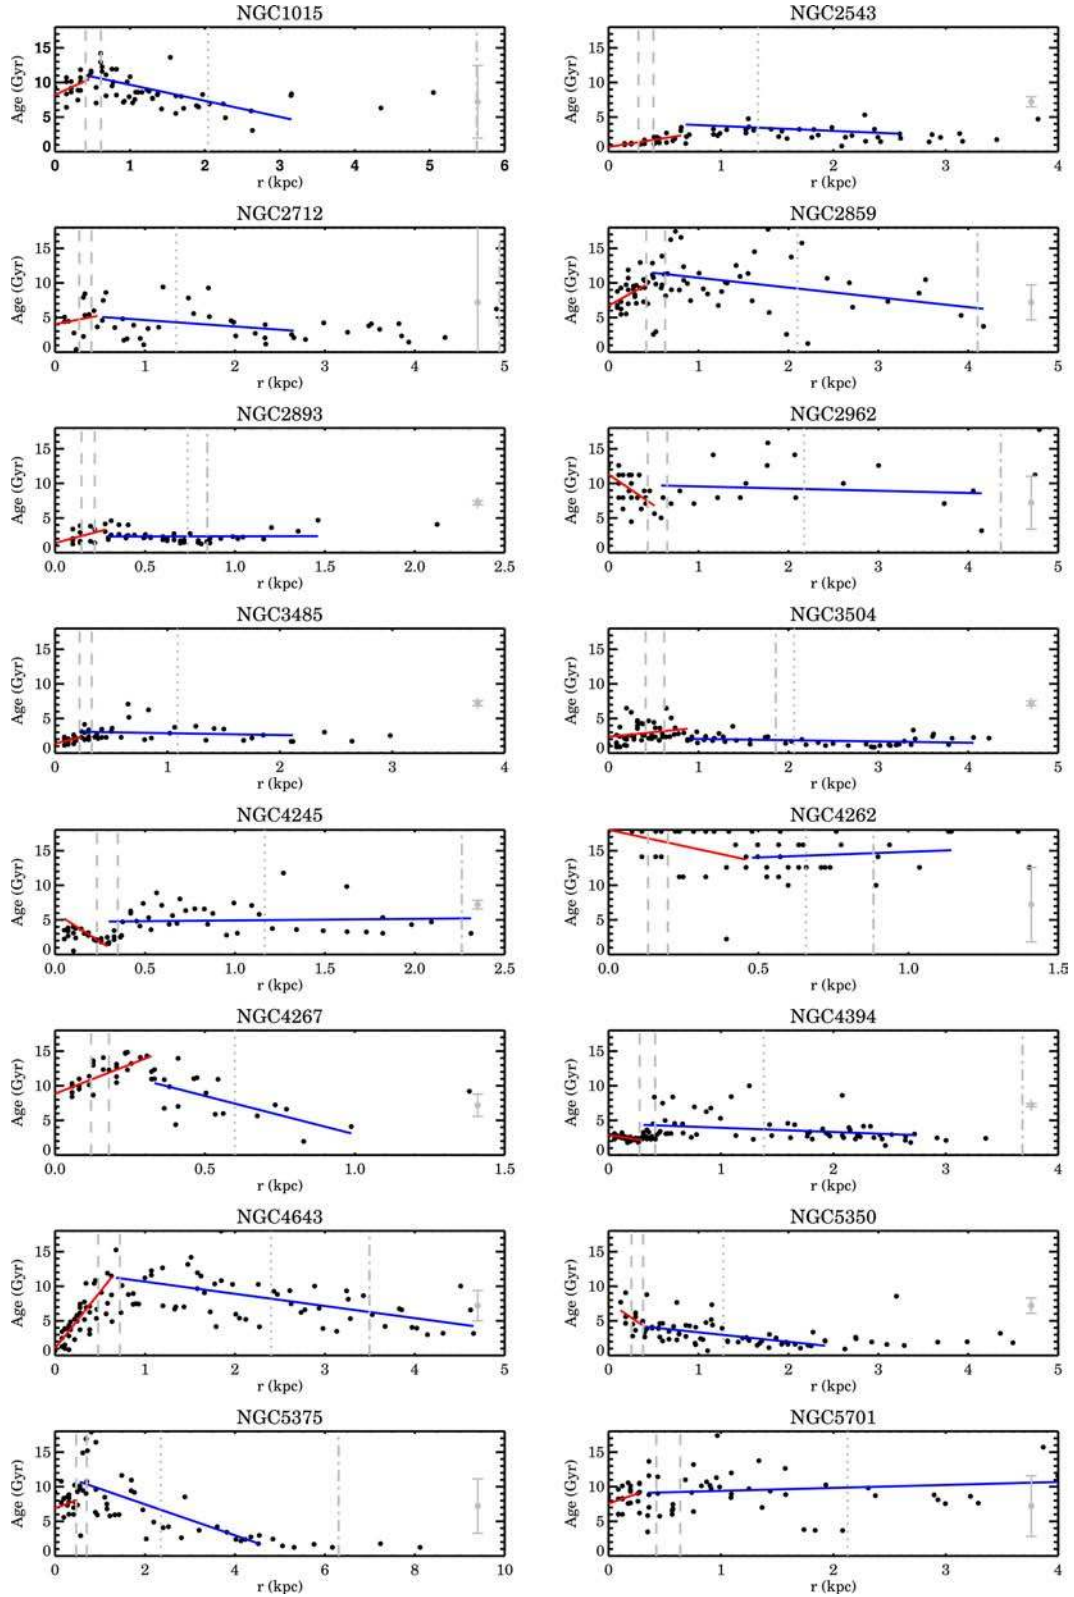 NGC1015
Age (Gyr)
15
10
5
0
0 1 2 3 4 5 6
r (kpc)
NGC2543
Age (Gyr)
15
10
5
0
0 1 2 3 4
r (kpc)
NGC2712
Age (Gyr)
15
10
5
0
0 1 2 3 4 5
r (kpc)
NGC2859
Age (Gyr)
15
10
5
0
0 1 2 3 4 5
r (kpc)
NGC2893
Age (Gyr)
15
10
5
0
0.0 0.5 1.0 1.5 2.0 2.5
r (kpc)
NGC2962
Age (Gyr)
15
10
5
0
0 1 2 3 4 5
r (kpc)
NGC3485
Age (Gyr)
15
10
5
0
0 1 2 3 4
r (kpc)
NGC3504
Age (Gyr)
15
10
5
0
0 1 2 3 4 5
r (kpc)
NGC4245
Age (Gyr)
15
10
5
0
0.0 0.5 1.0 1.5 2.0 2.5
r (kpc)
NGC4262
Age (Gyr)
15
10
5
0
0.0 0.5 1.0 1.5
r (kpc)
NGC4267
Age (Gyr)
15
10
5
0
0.0 0.5 1.0 1.5
r (kpc)
NGC4394
Age (Gyr)
15
10
5
0
0 1 2 3 4
r (kpc)
NGC4643
Age (Gyr)
15
10
5
0
0 1 2 3 4 5
r (kpc)
NGC5350
Age (Gyr)
15
10
5
0
0 1 2 3 4 5
r (kpc)
NGC5375
Age (Gyr)
15
10
5
0
0 2 4 6 8 10
r (kpc)
NGC5701
Age (Gyr)
15
10
5
0
0 1 2 3 4
r (kpc)